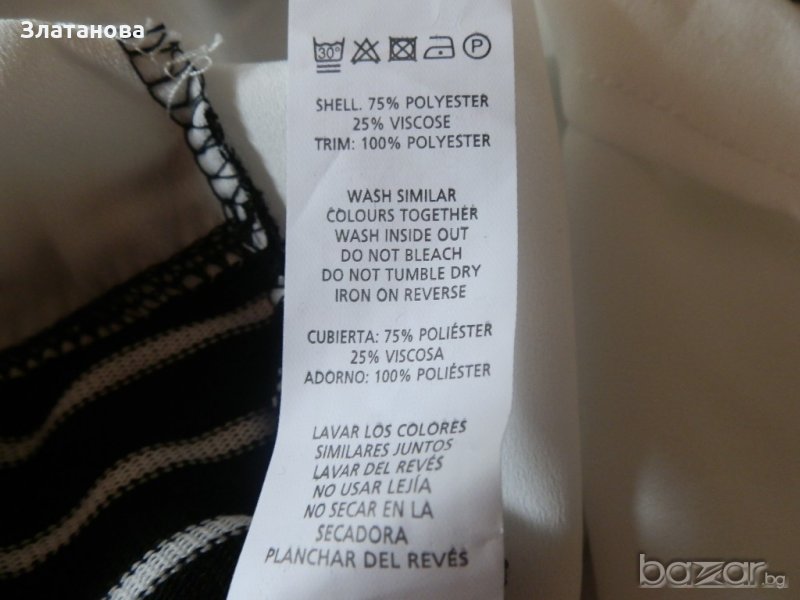 Златанова
30°
P
SHELL. 75% POLYESTER
25% VISCOSE
TRIM: 100% POLYESTER
WASH SIMILAR
COLOURS TOGETHER
WASH INSIDE OUT
DO NOT BLEACH
DO NOT TUMBLE DRY
IRON ON REVERSE
CUBIERTA: 75% POLIÉSTER
25% VISCOSA
ADORNO: 100% POLIÉSTER
LAVAR LOS COLORES
SIMILARES JUNTOS
LAVAR DEL REVÉS
NO USAR LEJÍA
NO SECAR EN LA
SECADORA
PLANCHAR DEL REVÉS
bazar.bg